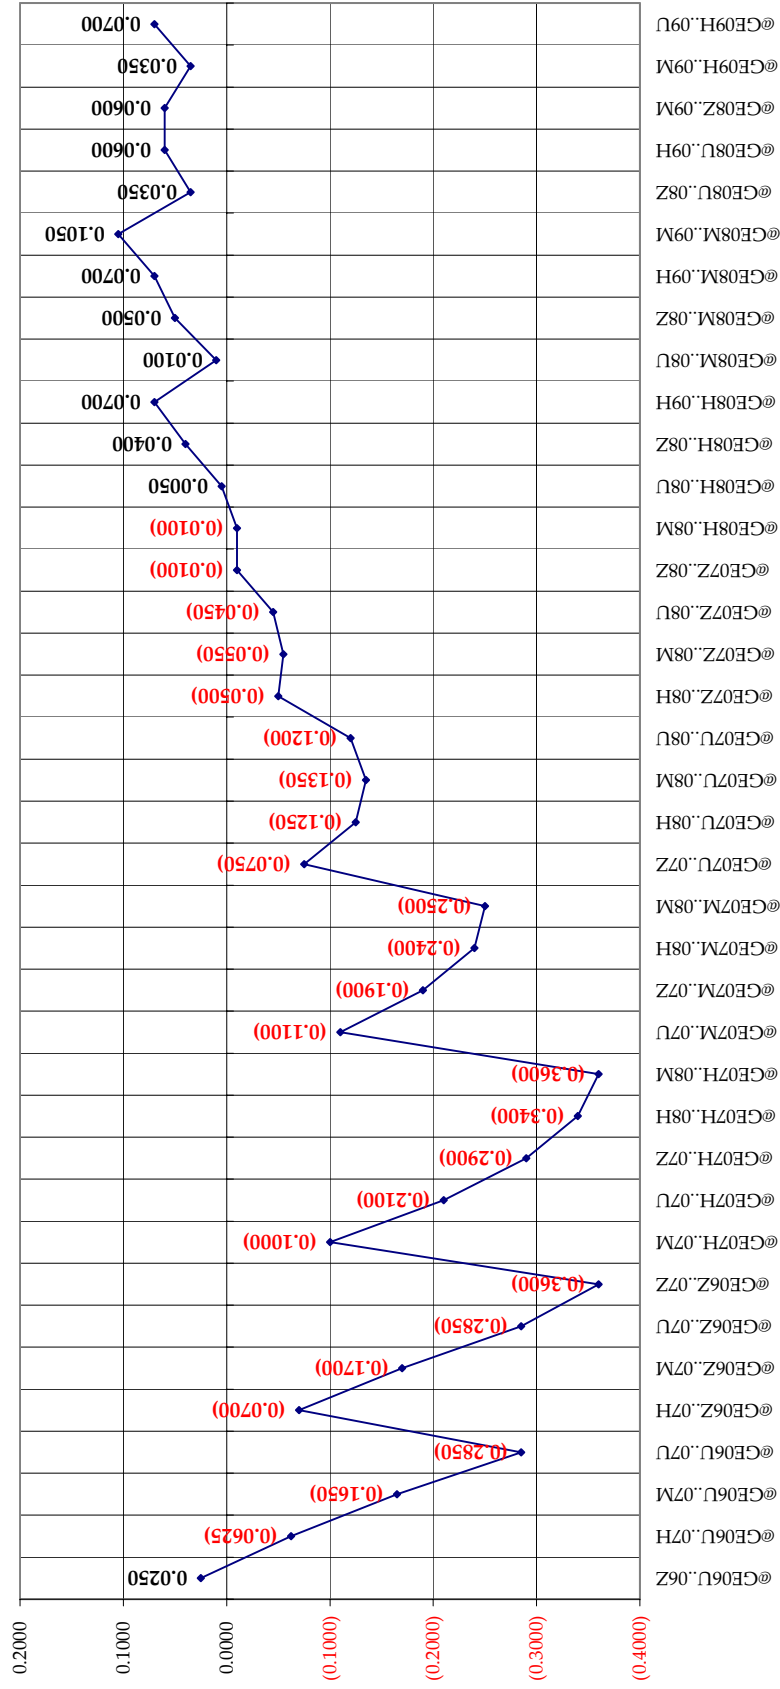 0.2000
0.1000
0.0000
(0.1000)
(0.2000)
(0.3000)
(0.4000)
@GE06U..06Z
0.0250
@GE06U..07H
(0.0625)
@GE06U..07M
(0.1650)
@GE06U..07U
(0.2850)
@GE06Z..07H
(0.0700)
@GE06Z..07M
(0.1700)
@GE06Z..07U
(0.2850)
@GE06Z..07Z
(0.3600)
@GE07H..07M
(0.1000)
@GE07H..07U
(0.2100)
@GE07H..07Z
(0.2900)
@GE07H..08H
(0.3400)
@GE07H..08M
(0.3600)
@GE07M..07U
(0.1100)
@GE07M..07Z
(0.1900)
@GE07M..08H
(0.2400)
@GE07M..08M
(0.2500)
@GE07U..07Z
(0.0750)
@GE07U..08H
(0.1250)
@GE07U..08M
(0.1350)
@GE07U..08U
(0.1200)
@GE07Z..08H
(0.0500)
@GE07Z..08M
(0.0550)
@GE07Z..08U
(0.0450)
@GE07Z..08Z
(0.0100)
@GE08H..08M
(0.0100)
@GE08H..08U
0.0050
@GE08H..08Z
0.0400
@GE08H..09H
0.0700
@GE08M..08U
0.0100
@GE08M..08Z
0.0500
@GE08M..09H
0.0700
@GE08M..09M
0.1050
@GE08U..08Z
0.0350
@GE08U..09H
0.0600
@GE08Z..09M
0.0600
@GE09H..09M
0.0350
@GE09H..09U
0.0700